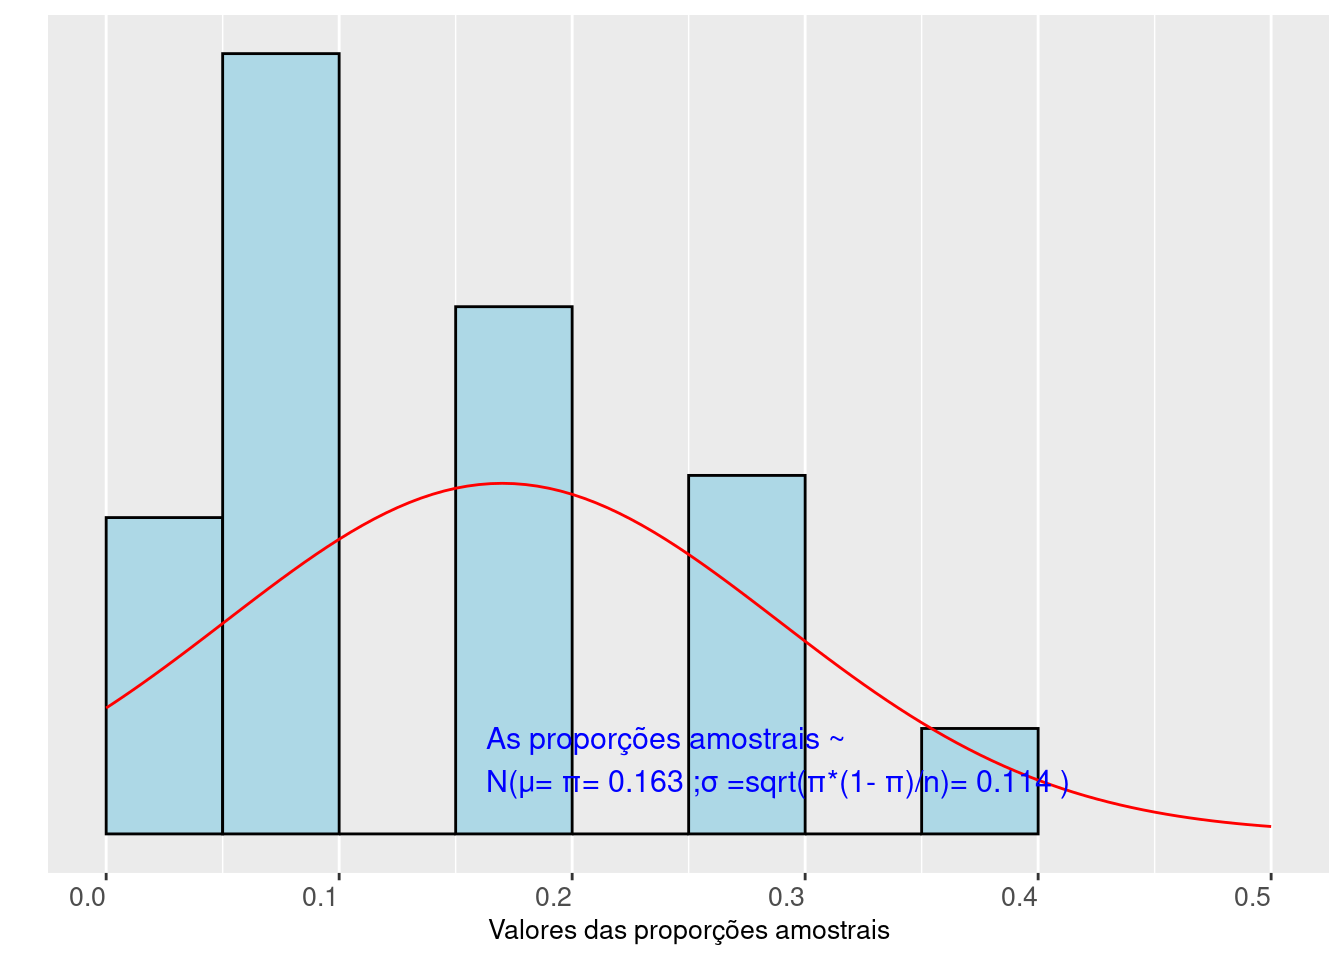 As proporções amostrais ~
N(μ= π= 0.163 ;σ =sqrt(π*(1- π)/n)= 0.114 )
0.0 0.1 0.2 0.3 0.4 0.5
Valores das proporções amostrais